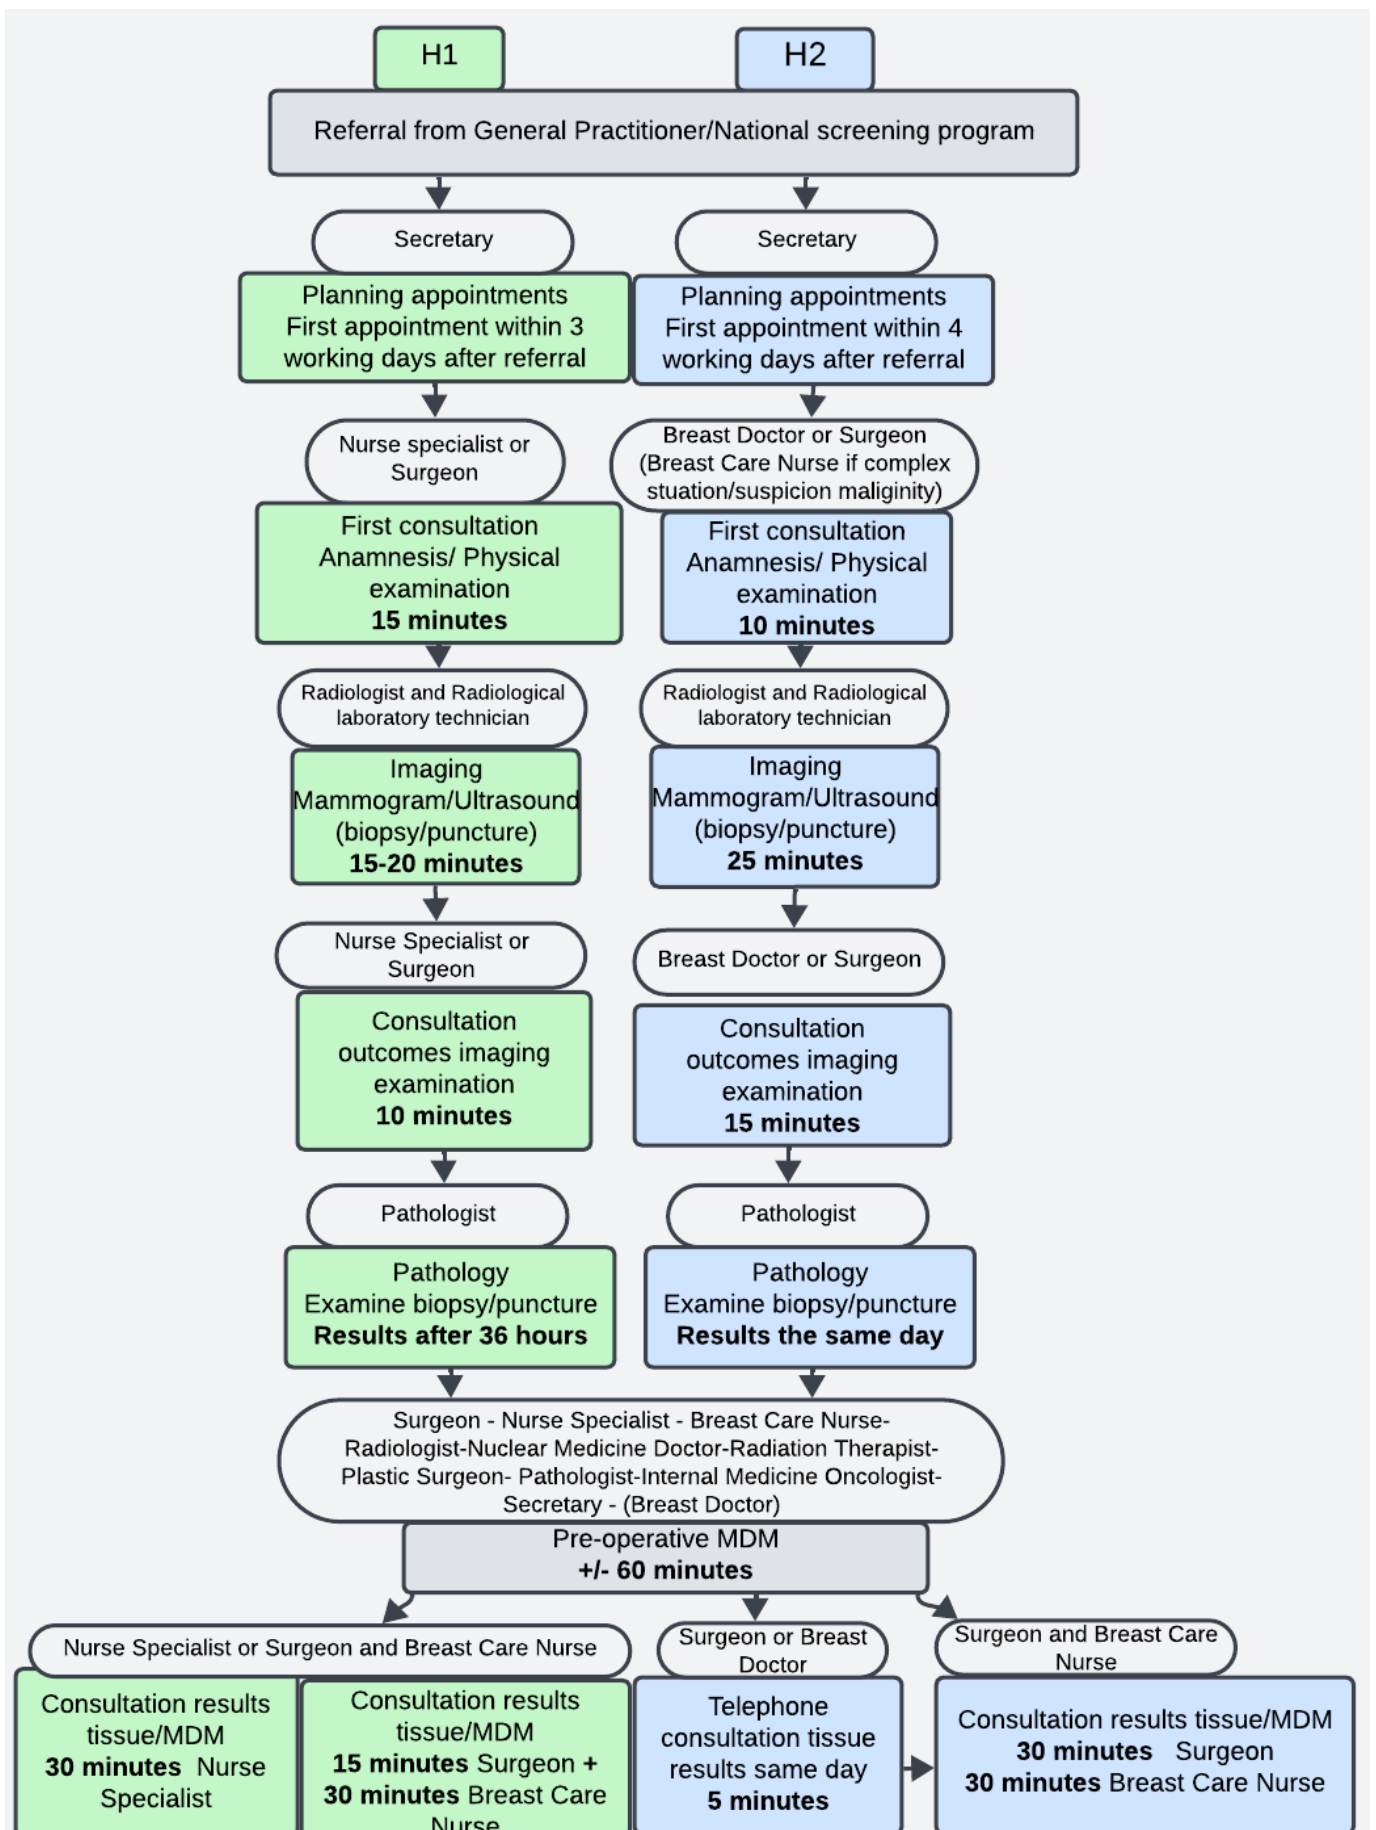 H1
H2
Referral from General Practitioner/National screening program
Secretary
Secretary
Planning appointments
First appointment within 3
working days after referral
Planning appointments
First appointment within 4
working days after referral
Nurse specialist or
Surgeon
Breast Doctor or Surgeon
(Breast Care Nurse if complex
stuation/suspicion maliginity)
First consultation
Anamnesis/ Physical
examination
15 minutes
First consultation
Anamnesis/ Physical
examination
10 minutes
Radiologist and Radiological
laboratory technician
Radiologist and Radiological
laboratory technician
Imaging
Mammogram/Ultrasound
(biopsy/puncture)
15-20 minutes
Imaging
Mammogram/Ultrasound
(biopsy/puncture)
25 minutes
Nurse Specialist or
Surgeon
Breast Doctor or Surgeon
Consultation
outcomes imaging
examination
10 minutes
Consultation
outcomes imaging
examination
15 minutes
Pathologist
Pathologist
Pathology
Examine biopsy/puncture
Results after 36 hours
Pathology
Examine biopsy/puncture
Results the same day
Surgeon - Nurse Specialist - Breast Care Nurse-
Radiologist-Nuclear Medicine Doctor-Radiation Therapist-
Plastic Surgeon- Pathologist-Internal Medicine Oncologist-
Secretary - (Breast Doctor)
Pre-operative MDM
+/- 60 minutes
Nurse Specialist or Surgeon and Breast Care Nurse
Surgeon or Breast
Doctor
Surgeon and Breast Care
Nurse
Consultation results
tissue/MDM
30 minutes Nurse
Specialist
Consultation results
tissue/MDM
15 minutes Surgeon +
30 minutes Breast Care
Nurse
Telephone
consultation tissue
results same day
5 minutes
Consultation results tissue/MDM
30 minutes Surgeon
30 minutes Breast Care Nurse